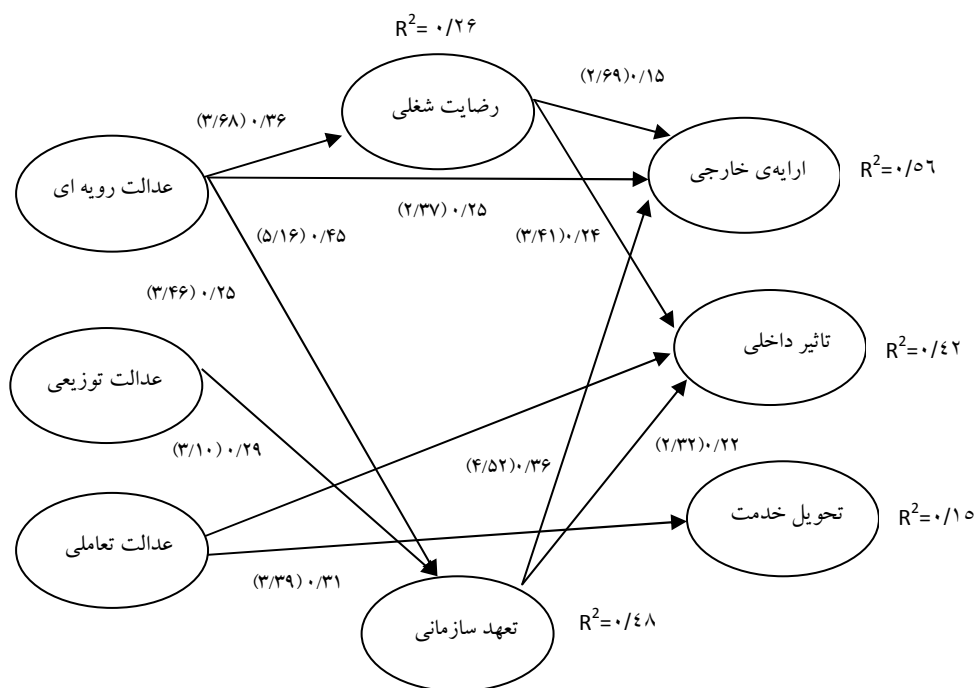 R²= ۰/۲۶
رضایت شغلی
(۲/۶۹)۰/۱۵
(۳/۶۸) ۰/۳۶
عدالت رویه ای
ارایه‌ی خارجی
R²=۰/٥٦
(۲/۳۷) ۰/۲۵
(۵/۱۶) ۰/۴۵
(۳/۴۱)۰/۲۴
(۳/۴۶) ۰/۲۵
تاثیر داخلی
R²=۰/٤٢
عدالت توزیعی
(۳/۱۰) ۰/۲۹
(۴/۵۲)۰/۳۶
(۲/۳۲)۰/۲۲
تحویل خدمت
R²=۰/۱٥
عدالت تعاملی
(۳/۳۹) ۰/۳۱
تعهد سازمانی
R²=۰/٤۸